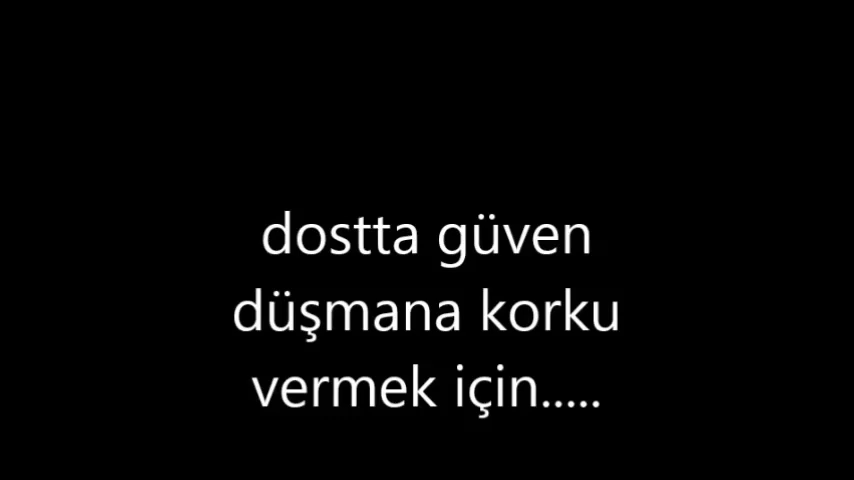 dostta güven
düşmana korku
vermek için.....